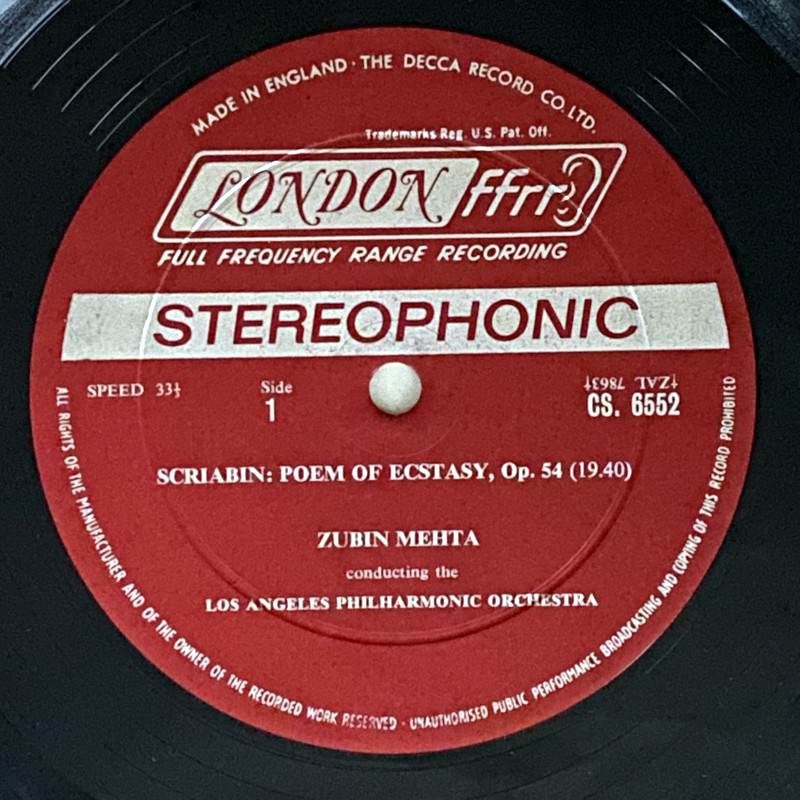 MADE IN ENGLAND · THE DECCA RECORD CO. LTD.
Trademarks Reg. U.S. Pat. Off.
LONDON ffrr
FULL FREQUENCY RANGE RECORDING
STEREOPHONIC
SPEED 33⅓
Side
1
‡ZAL 7863‡
CS. 6552
SCRIABIN: POEM OF ECSTASY, Op. 54 (19.40)
ZUBIN MEHTA
conducting the
LOS ANGELES PHILHARMONIC ORCHESTRA
ALL RIGHTS OF THE MANUFACTURER AND OF THE OWNER OF THE RECORDED WORK RESERVED · UNAUTHORISED PUBLIC PERFORMANCE BROADCASTING AND COPYING OF THIS RECORD PROHIBITED